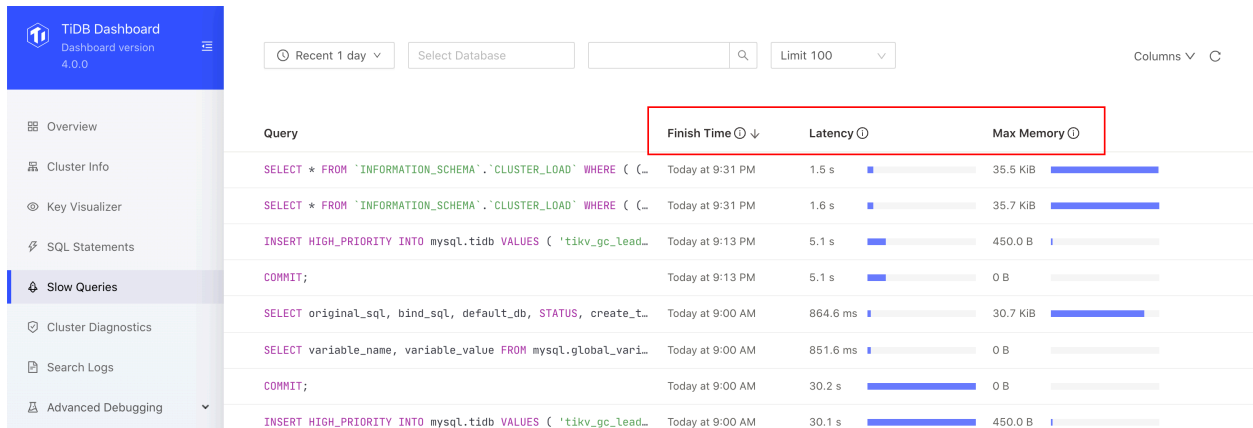 TiDB Dashboard
Dashboard version
4.0.0
Overview
Cluster Info
Key Visualizer
SQL Statements
Slow Queries
Cluster Diagnostics
Search Logs
Advanced Debugging
Recent 1 day
Select Database
Limit 100
Columns
Query Finish Time Latency Max Memory
SELECT * FROM `INFORMATION_SCHEMA`.`CLUSTER_LOAD` WHERE ( (… Today at 9:31 PM 1.5 s 35.5 KiB
SELECT * FROM `INFORMATION_SCHEMA`.`CLUSTER_LOAD` WHERE ( (… Today at 9:31 PM 1.6 s 35.7 KiB
INSERT HIGH_PRIORITY INTO mysql.tidb VALUES ( 'tikv_gc_lead… Today at 9:13 PM 5.1 s 450.0 B
COMMIT; Today at 9:13 PM 5.1 s 0 B
SELECT original_sql, bind_sql, default_db, STATUS, create_t… Today at 9:00 AM 864.6 ms 30.7 KiB
SELECT variable_name, variable_value FROM mysql.global_vari… Today at 9:00 AM 851.6 ms 0 B
COMMIT; Today at 9:00 AM 30.2 s 0 B
INSERT HIGH_PRIORITY INTO mysql.tidb VALUES ( 'tikv_gc_lead… Today at 9:00 AM 30.1 s 450.0 B